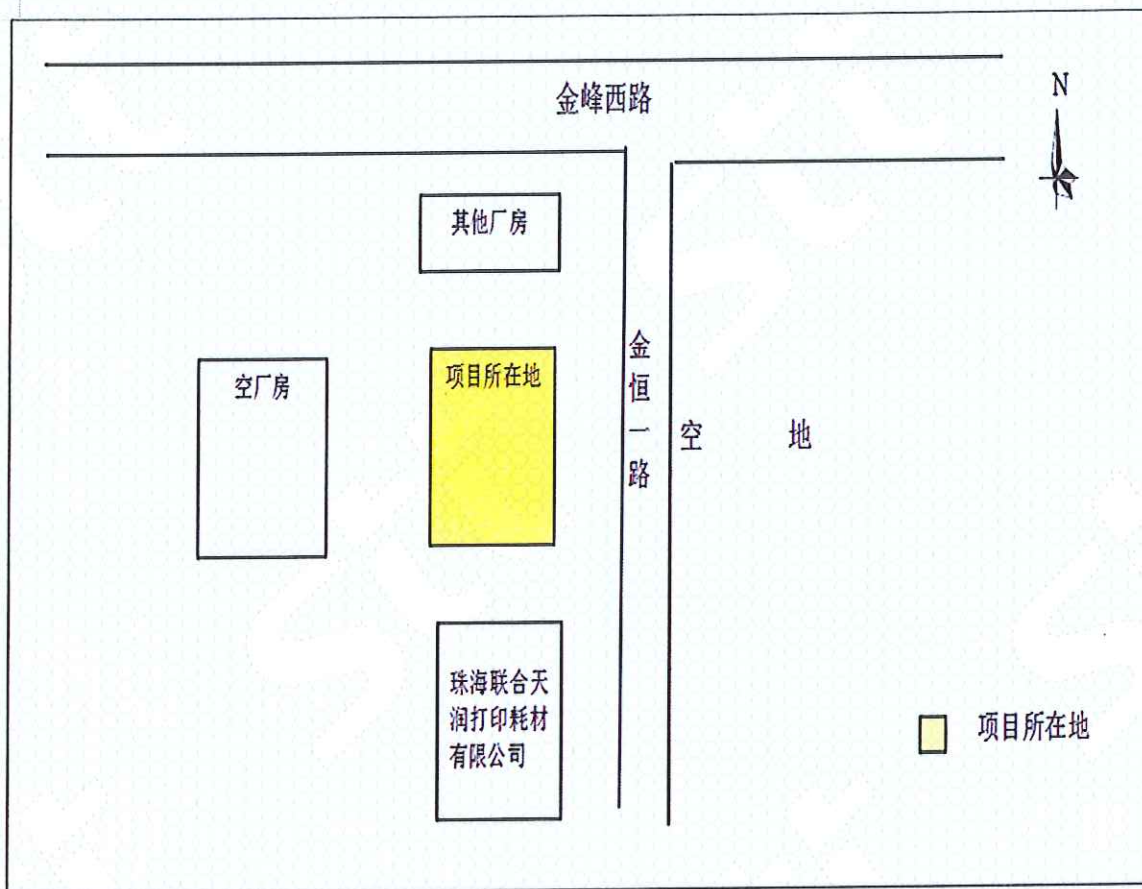 金峰西路
N
其他厂房
空厂房
项目所在地
金恒一路
空 地
珠海联合天
润打印耗材
有限公司
项目所在地